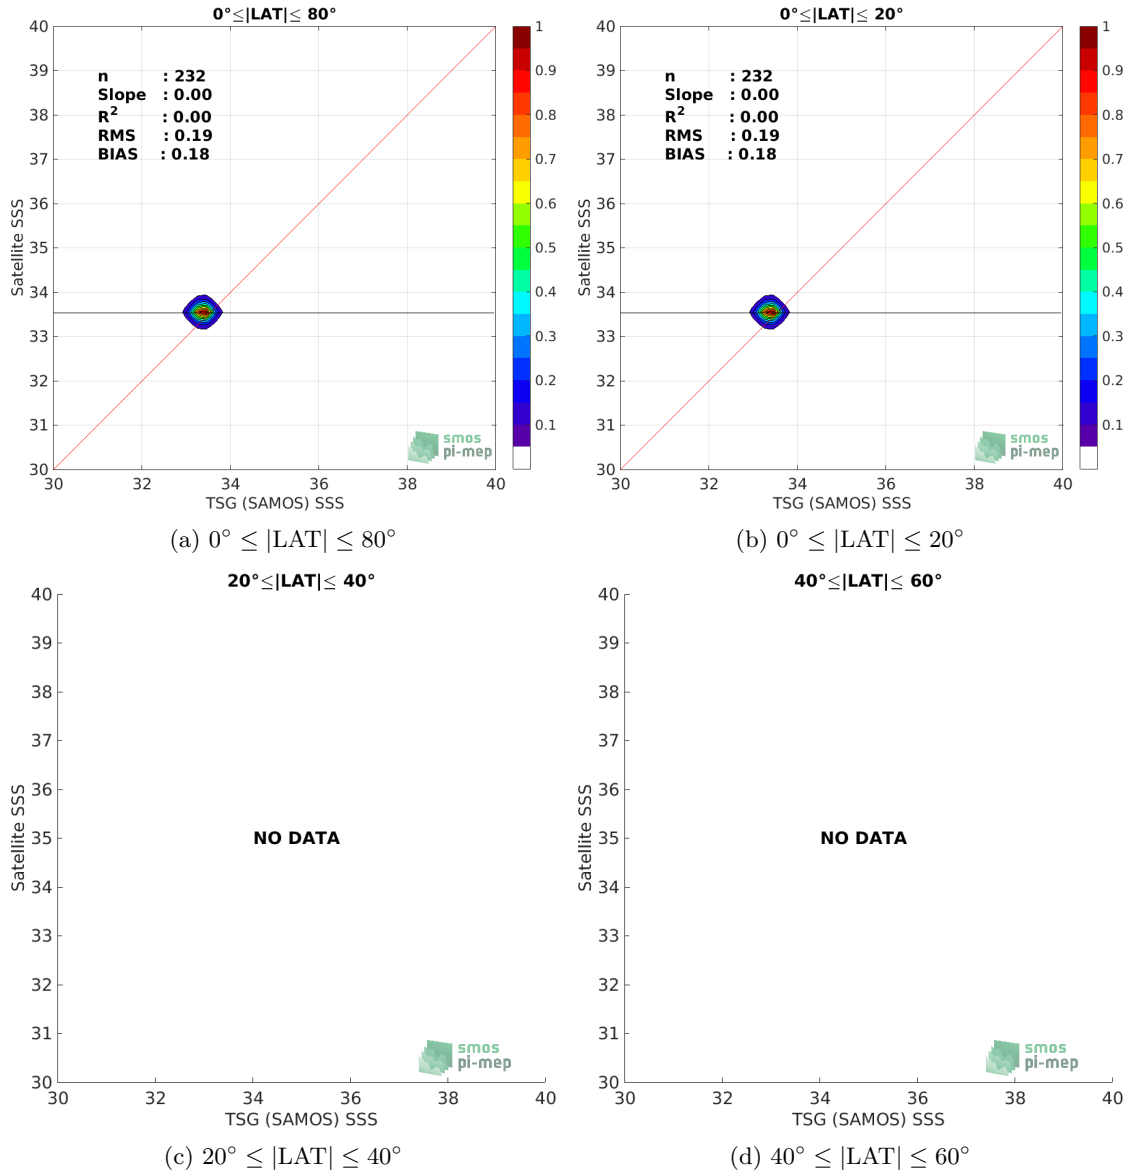 0°≤|LAT|≤ 80°
40
39
38
37
36
35
34
33
32
31
30
Satellite SSS
n : 232
Slope : 0.00
R² : 0.00
RMS : 0.19
BIAS : 0.18
smos
pi-mep
30 32 34 36 38 40
TSG (SAMOS) SSS
1
0.9
0.8
0.7
0.6
0.5
0.4
0.3
0.2
0.1
(a) 0° ≤ |LAT| ≤ 80°
0°≤|LAT|≤ 20°
40
39
38
37
36
35
34
33
32
31
30
Satellite SSS
n : 232
Slope : 0.00
R² : 0.00
RMS : 0.19
BIAS : 0.18
smos
pi-mep
30 32 34 36 38 40
TSG (SAMOS) SSS
1
0.9
0.8
0.7
0.6
0.5
0.4
0.3
0.2
0.1
(b) 0° ≤ |LAT| ≤ 20°
20°≤|LAT|≤ 40°
40
39
38
37
36
35
34
33
32
31
30
Satellite SSS
NO DATA
smos
pi-mep
30 32 34 36 38 40
TSG (SAMOS) SSS
(c) 20° ≤ |LAT| ≤ 40°
40°≤|LAT|≤ 60°
40
39
38
37
36
35
34
33
32
31
30
Satellite SSS
NO DATA
smos
pi-mep
30 32 34 36 38 40
TSG (SAMOS) SSS
(d) 40° ≤ |LAT| ≤ 60°